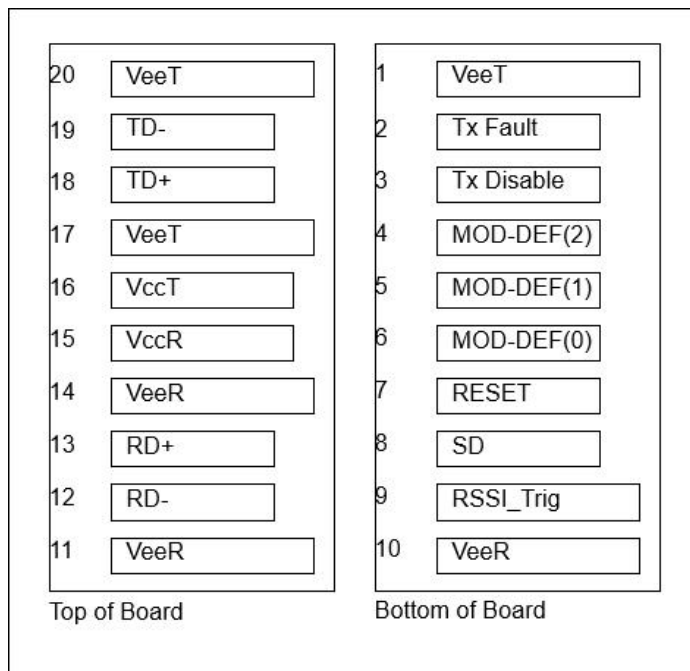 20 VeeT
19 TD-
18 TD+
17 VeeT
16 VccT
15 VccR
14 VeeR
13 RD+
12 RD-
11 VeeR
Top of Board
1 VeeT
2 Tx Fault
3 Tx Disable
4 MOD-DEF(2)
5 MOD-DEF(1)
6 MOD-DEF(0)
7 RESET
8 SD
9 RSSI_Trig
10 VeeR
Bottom of Board